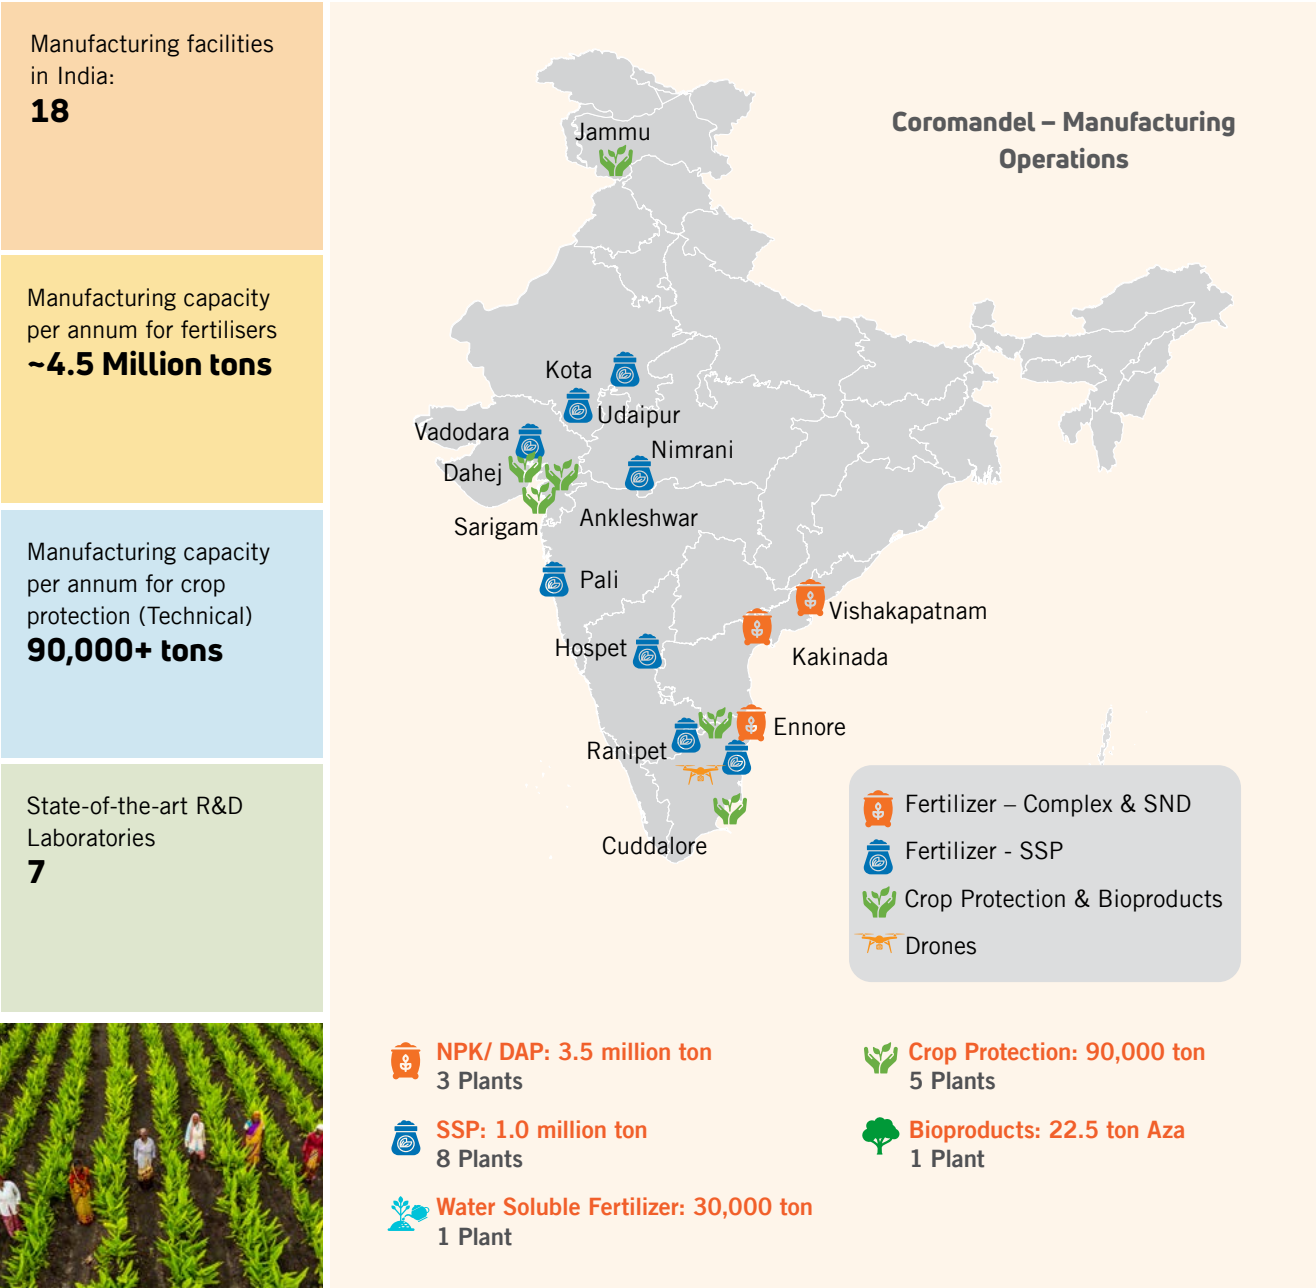 Manufacturing facilities
in India:
18
Manufacturing capacity
per annum for fertilisers
~4.5 Million tons
Manufacturing capacity
per annum for crop
protection (Technical)
90,000+ tons
State-of-the-art R&D
Laboratories
7
Coromandel – Manufacturing
Operations
Jammu
Kota
Udaipur
Vadodara
Nimrani
Dahej
Ankleshwar
Sarigam
Pali
Vishakapatnam
Hospet
Kakinada
Ennore
Ranipet
Cuddalore
Fertilizer – Complex & SND
Fertilizer - SSP
Crop Protection & Bioproducts
Drones
NPK/ DAP: 3.5 million ton
3 Plants
SSP: 1.0 million ton
8 Plants
Water Soluble Fertilizer: 30,000 ton
1 Plant
Crop Protection: 90,000 ton
5 Plants
Bioproducts: 22.5 ton Aza
1 Plant